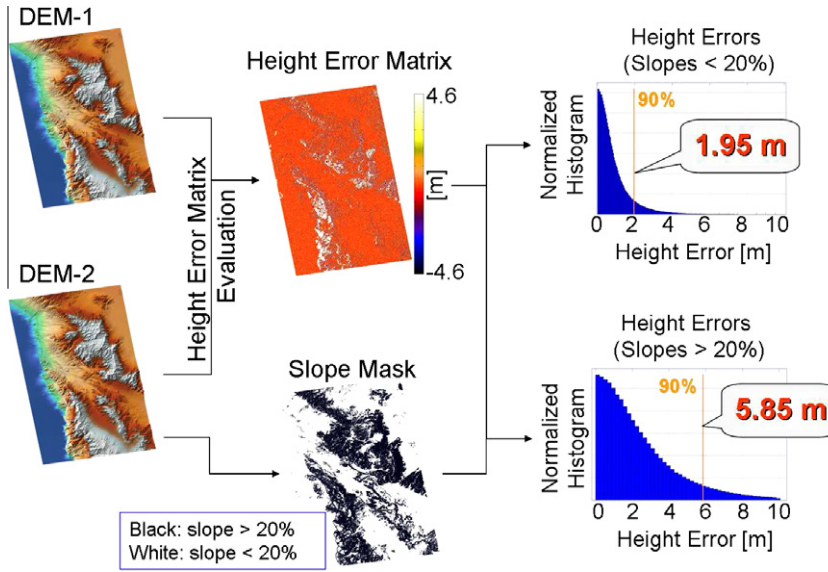 DEM-1
DEM-2
Height Error Matrix
Evaluation
Height Error Matrix
4.6
[m]
-4.6
Slope Mask
Black: slope > 20%
White: slope < 20%
Height Errors
(Slopes < 20%)
90%
1.95 m
Normalized
Histogram
0 2 4 6 8 10
Height Error [m]
Height Errors
(Slopes > 20%)
90%
5.85 m
Normalized
Histogram
0 2 4 6 8 10
Height Error [m]